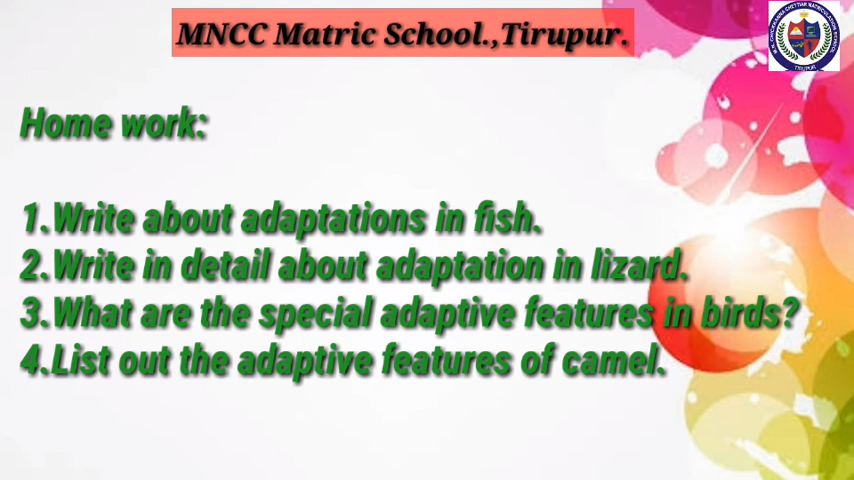 MNCC Matric School.,Tirupur.
Home work:
1.Write about adaptations in fish.
2.Write in detail about adaptation in lizard.
3.What are the special adaptive features in birds?
4.List out the adaptive features of camel.
TIRUPUR